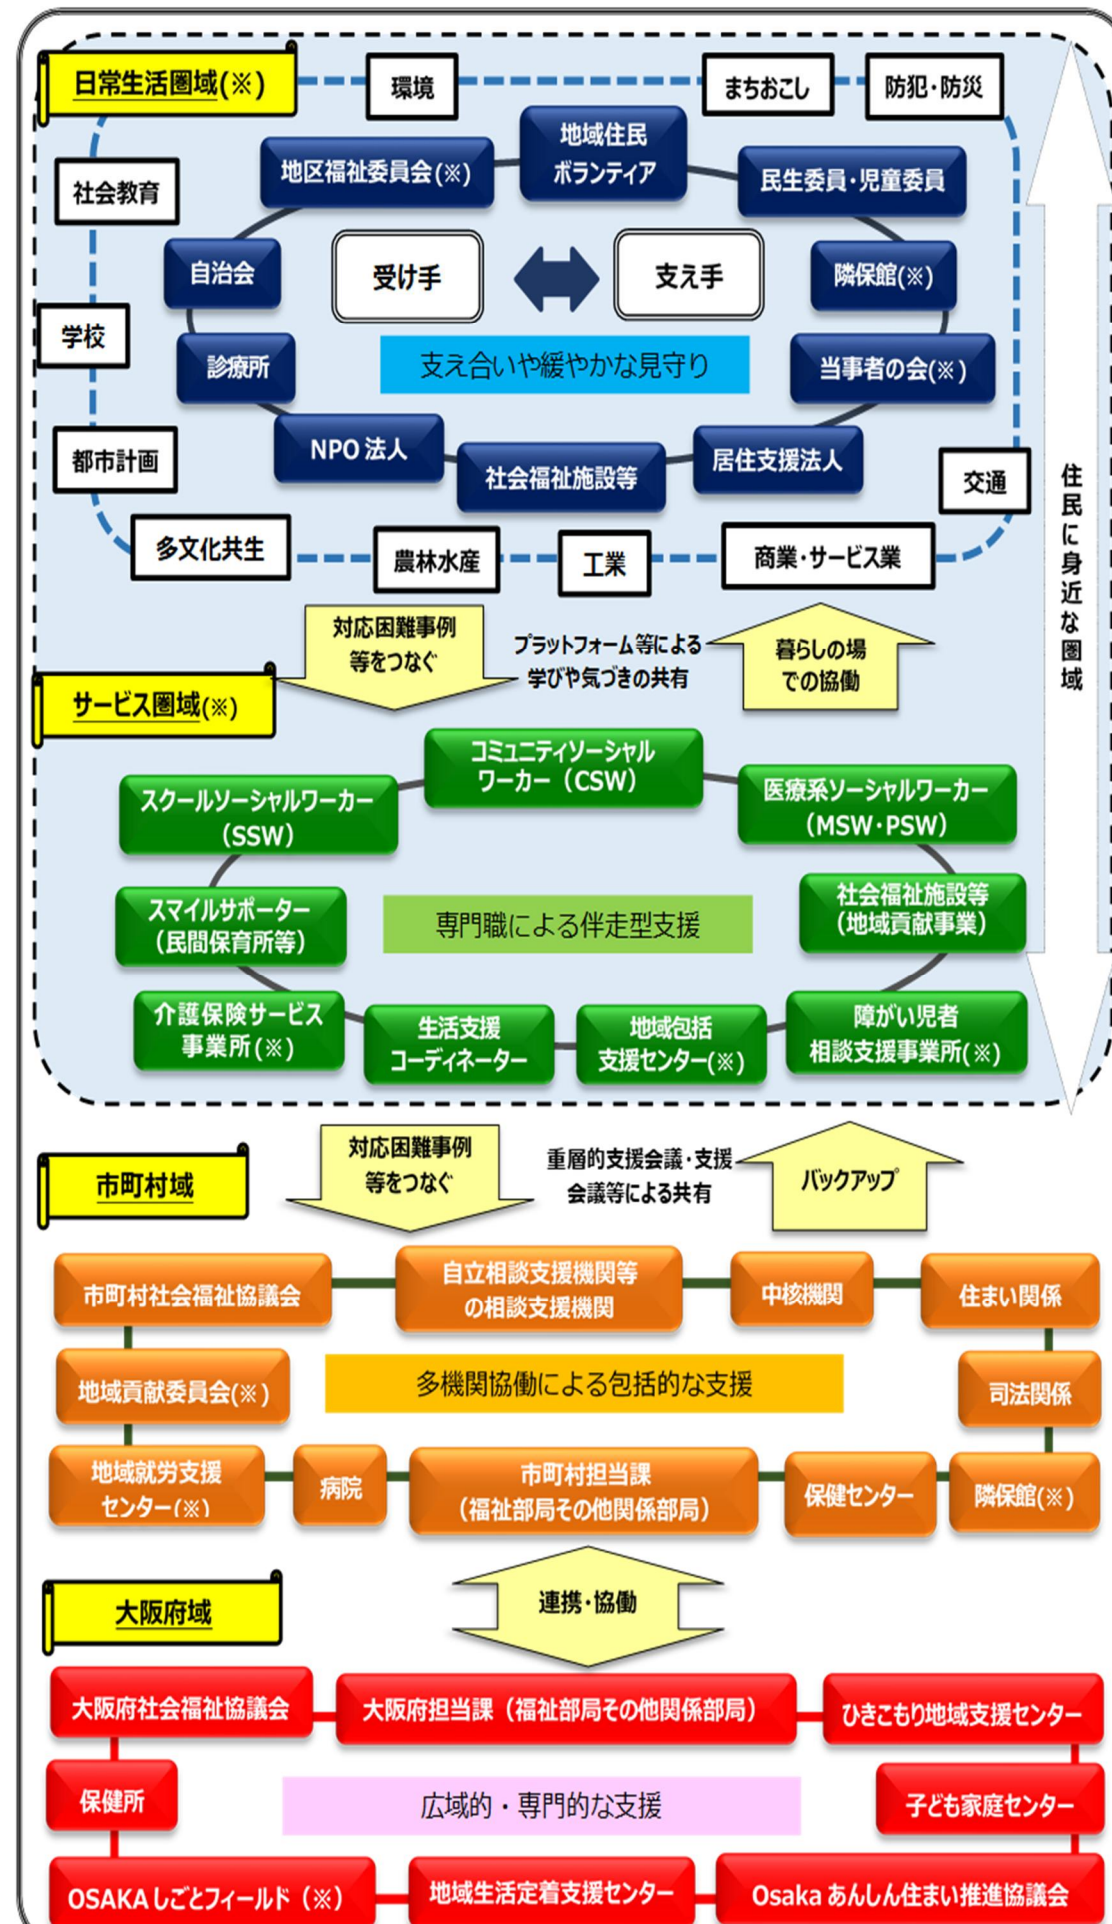 日常生活圏域(※)
環境
まちおこし
防犯・防災
社会教育
地区福祉委員会(※)
地域住民
ボランティア
民生委員・児童委員
自治会
受け手
支え手
隣保館(※)
学校
診療所
支え合いや緩やかな見守り
当事者の会(※)
都市計画
NPO 法人
社会福祉施設等
居住支援法人
交通
多文化共生
農林水産
工業
商業・サービス業
住民に身近な圏域
対応困難事例
等をつなぐ
プラットフォーム等による
学びや気づきの共有
暮らしの場
での協働
サービス圏域(※)
コミュニティソーシャル
ワーカー（CSW）
スクールソーシャルワーカー
（SSW）
医療系ソーシャルワーカー
（MSW・PSW）
スマイルサポーター
（民間保育所等）
専門職による伴走型支援
社会福祉施設等
（地域貢献事業）
介護保険サービス
事業所(※)
生活支援
コーディネーター
地域包括
支援センター(※)
障がい児者
相談支援事業所(※)
市町村域
対応困難事例
等をつなぐ
重層的支援会議・支援
会議等による共有
バックアップ
市町村社会福祉協議会
自立相談支援機関等
の相談支援機関
中核機関
住まい関係
地域貢献委員会(※)
多機関協働による包括的な支援
司法関係
地域就労支援
センター(※)
病院
市町村担当課
（福祉部局その他関係部局）
保健センター
隣保館(※)
大阪府域
連携・協働
大阪府社会福祉協議会
大阪府担当課（福祉部局その他関係部局）
ひきこもり地域支援センター
保健所
広域的・専門的な支援
子ども家庭センター
OSAKA しごとフィールド（※）
地域生活定着支援センター
Osaka あんしん住まい推進協議会